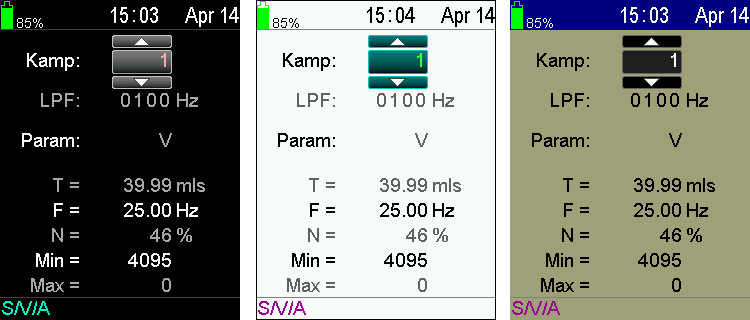 85% 15:03 Apr 14
Kamp: 1
LPF: 0100 Hz
Param: V
T = 39.99 mls
F = 25.00 Hz
N = 46 %
Min = 4095
Max = 0
S/V/A
85% 15:04 Apr 14
Kamp: 1
LPF: 0100 Hz
Param: V
T = 39.99 mls
F = 25.00 Hz
N = 46 %
Min = 4095
Max = 0
S/V/A
85% 15:03 Apr 14
Kamp: 1
LPF: 0100 Hz
Param: V
T = 39.99 mls
F = 25.00 Hz
N = 46 %
Min = 4095
Max = 0
S/V/A